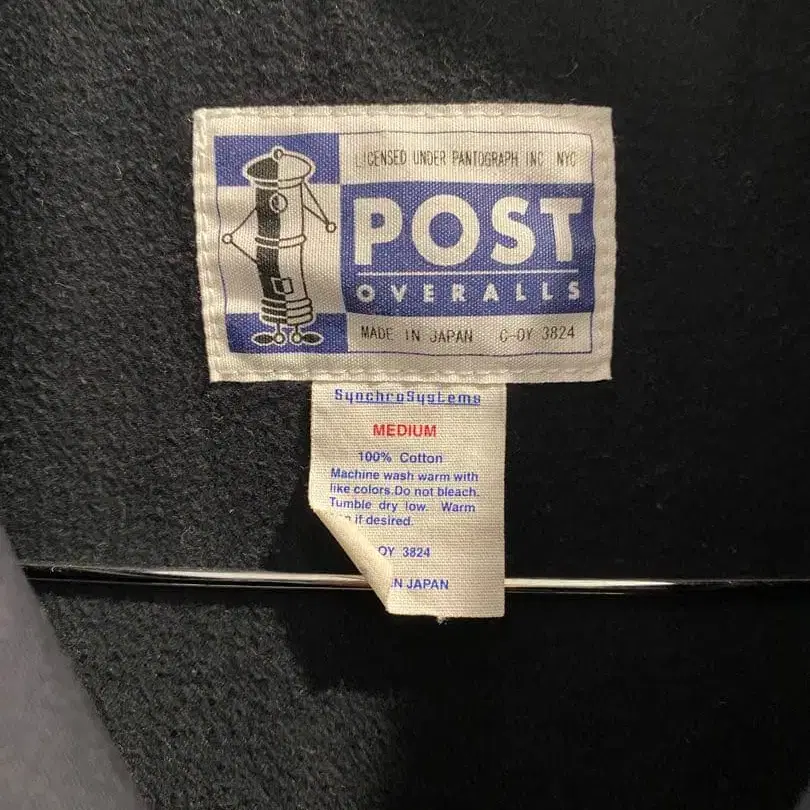 LICENSED UNDER PANTOGRAPH INC NYC
POST
OVERALLS
MADE IN JAPAN C-OY 3824
SynchroSystems
MEDIUM
100% Cotton
Machine wash warm with
like colors.Do not bleach.
Tumble dry low. Warm
if desired.
OY 3824
N JAPAN